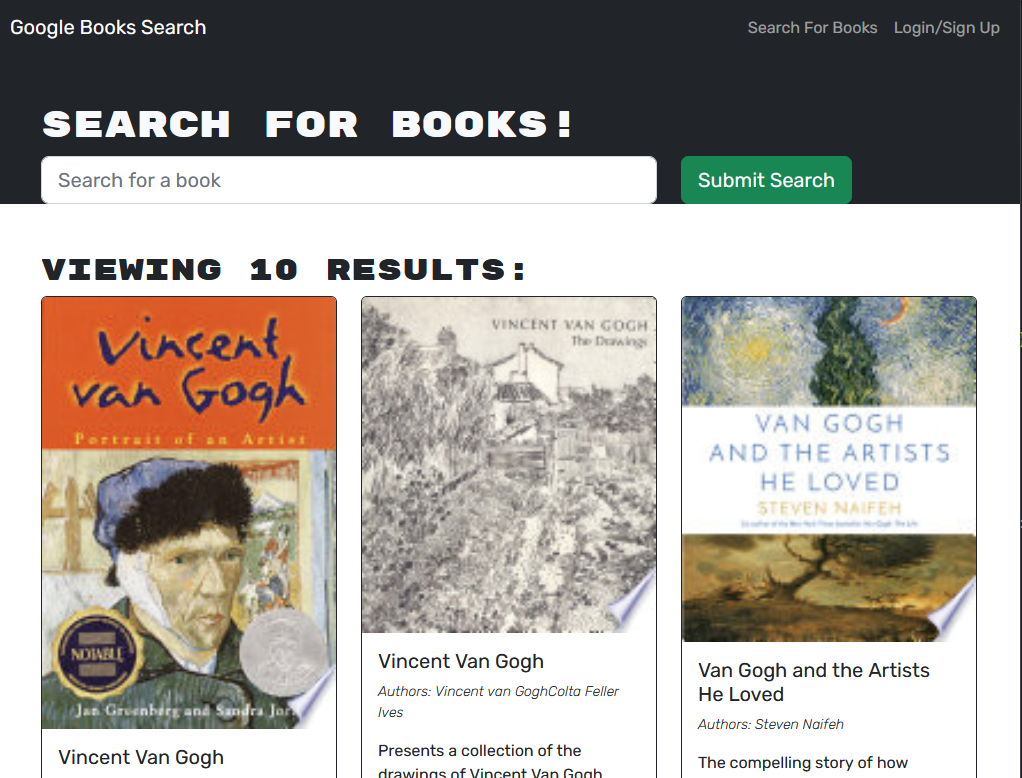 Google Books Search
Search For Books
Login/Sign Up
SEARCH FOR BOOKS!
Search for a book
Submit Search
VIEWING 10 RESULTS:
Vincent
van Gogh
Portrait of an Artist
NOTABLE
Jan Greenberg and Sandra Jor
Vincent Van Gogh
VINCENT VAN GOGH
The Drawings
Vincent Van Gogh
Authors: Vincent van GoghColta Feller
Ives
Presents a collection of the
drawings of Vincent Van Gogh
VAN GOGH
AND THE ARTISTS
HE LOVED
STEVEN NAIFEH
Co-author of the New York Times bestseller Van Gogh: The Life
Van Gogh and the Artists
He Loved
Authors: Steven Naifeh
The compelling story of how